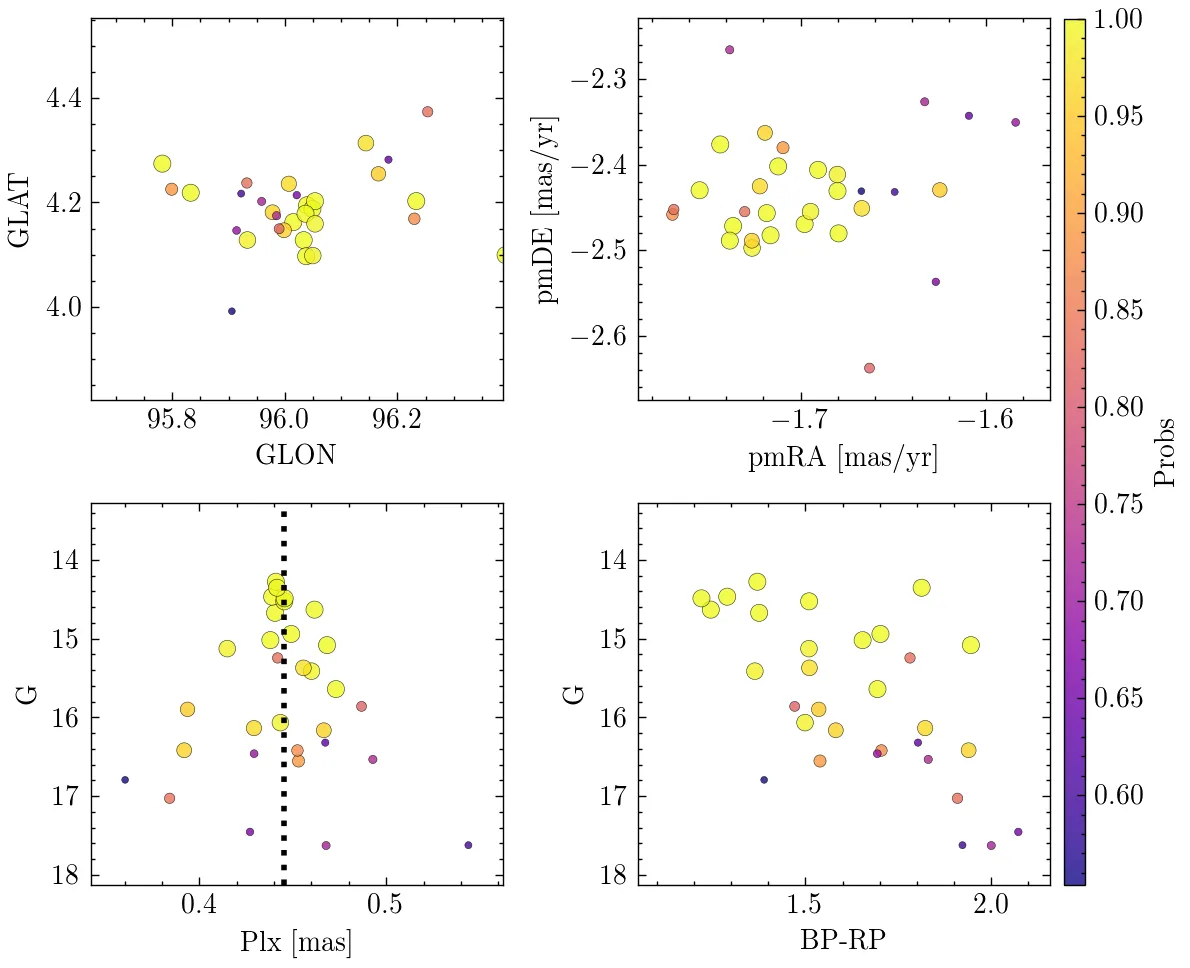 4.4
4.2
4.0
GLAT
95.8 96.0 96.2
GLON
−2.3
−2.4
−2.5
−2.6
pmDE [mas/yr]
−1.7 −1.6
pmRA [mas/yr]
14
15
16
17
18
G
0.4 0.5
Plx [mas]
14
15
16
17
18
G
1.5 2.0
BP-RP
1.00
0.95
0.90
0.85
0.80
0.75
0.70
0.65
0.60
Probs